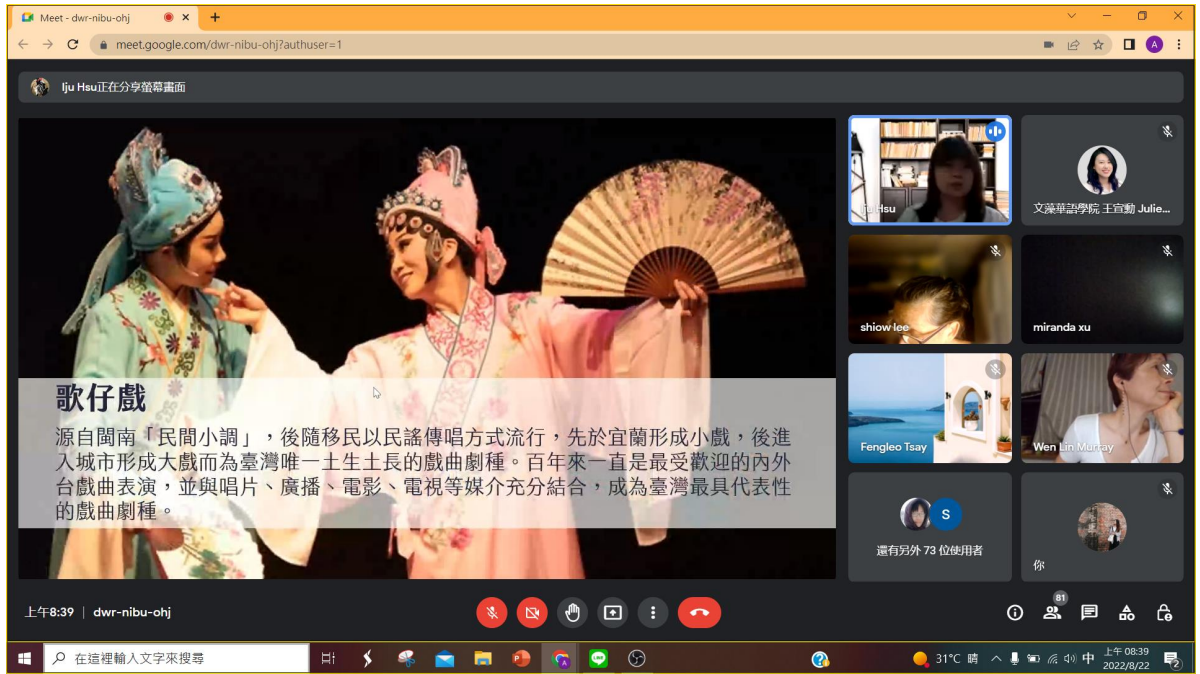 Meet - dwr-nibu-ohj
meet.google.com/dwr-nibu-ohj?authuser=1
A
Iju Hsu正在分享螢幕畫面
歌仔戲
源自閩南「民間小調」，後隨移民以民謠傳唱方式流行，先於宜蘭形成小戲，後進
入城市形成大戲而為臺灣唯一土生土長的戲曲劇種。百年來一直是最受歡迎的內外
台戲曲表演，並與唱片、廣播、電影、電視等媒介充分結合，成為臺灣最具代表性
的戲曲劇種。
Iju Hsu
文藻華語學院 王宣勳 Julie...
shiow lee
miranda xu
Fengleo Tsay
Wen Lin Murray
S
還有另外 73 位使用者
你
上午8:39 | dwr-nibu-ohj
81
在這裡輸入文字來搜尋
31°C 晴
中
上午 08:39
2022/8/22
2